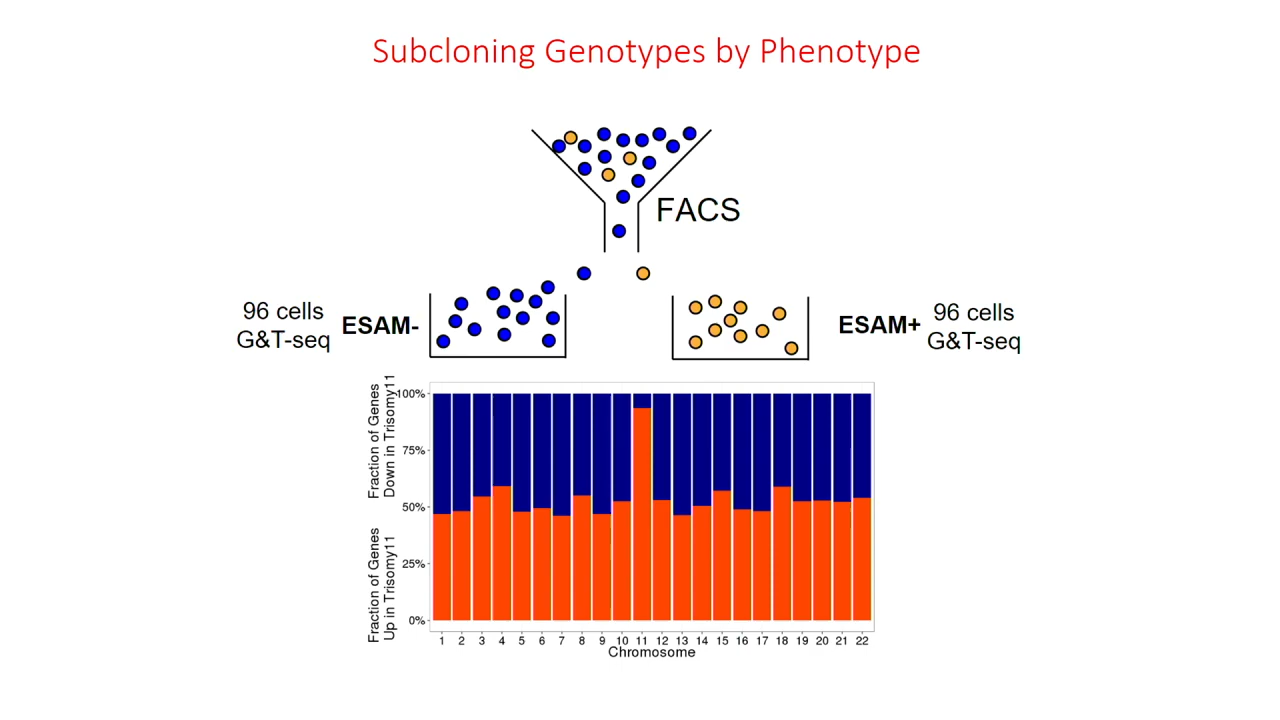 Subcloning Genotypes by Phenotype
FACS
96 cells
G&T-seq
ESAM-
ESAM+
96 cells
G&T-seq
Fraction of Genes
Down in Trisomy11
Fraction of Genes
Up in Trisomy11
100%
75%
50%
25%
0%
1 2 3 4 5 6 7 8 9 10 11 12 13 14 15 16 17 18 19 20 21 22
Chromosome